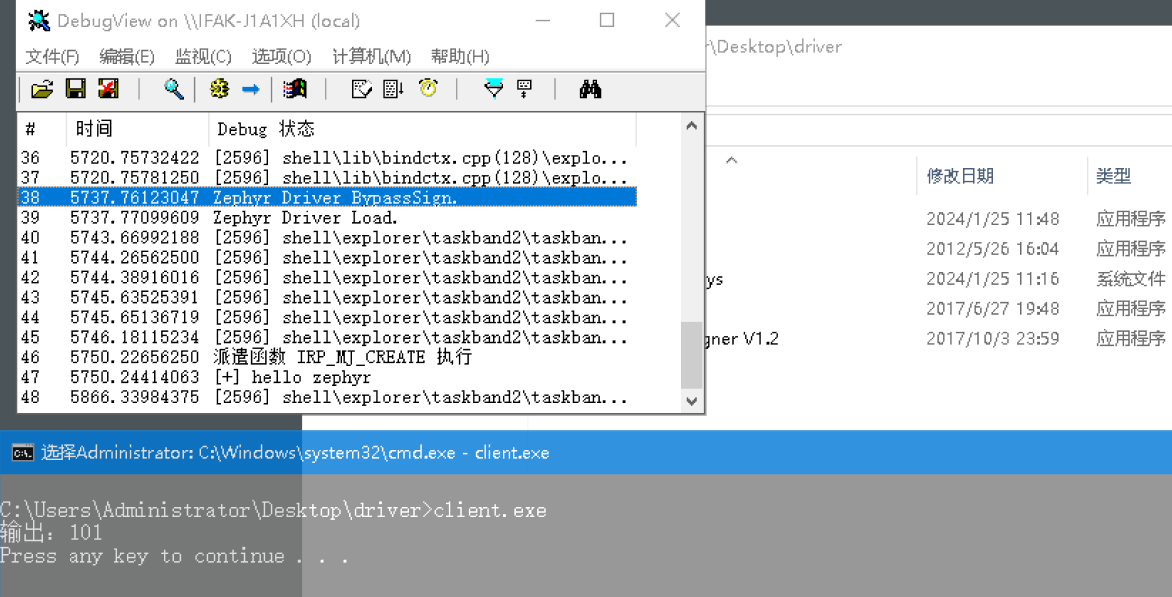 DebugView on \\IFAK-J1A1XH (local)
文件(F) 编辑(E) 监视(C) 选项(O) 计算机(M) 帮助(H)
# 时间 Debug 状态
36 5720.75732422 [2596] shell\lib\bindctx.cpp(128)\explo...
37 5720.75781250 [2596] shell\lib\bindctx.cpp(128)\explo...
38 5737.76123047 Zephyr Driver BypassSign.
39 5737.77099609 Zephyr Driver Load.
40 5743.66992188 [2596] shell\explorer\taskband2\taskban...
41 5744.26562500 [2596] shell\explorer\taskband2\taskban...
42 5744.38916016 [2596] shell\explorer\taskband2\taskban...
43 5745.63525391 [2596] shell\explorer\taskband2\taskban...
44 5745.65136719 [2596] shell\explorer\taskband2\taskban...
45 5746.18115234 [2596] shell\explorer\taskband2\taskban...
46 5750.22656250 派遣函数 IRP_MJ_CREATE 执行
47 5750.24414063 [+] hello zephyr
48 5866.33984375 [2596] shell\explorer\taskband2\taskban...
r\Desktop\driver
修改日期 类型
2024/1/25 11:48 应用程序
2012/5/26 16:04 应用程序
ys 2024/1/25 11:16 系统文件
2017/6/27 19:48 应用程序
gner V1.2 2017/10/3 23:59 应用程序
选择Administrator: C:\Windows\system32\cmd.exe - client.exe
C:\Users\Administrator\Desktop\driver>client.exe
输出: 101
Press any key to continue . . .